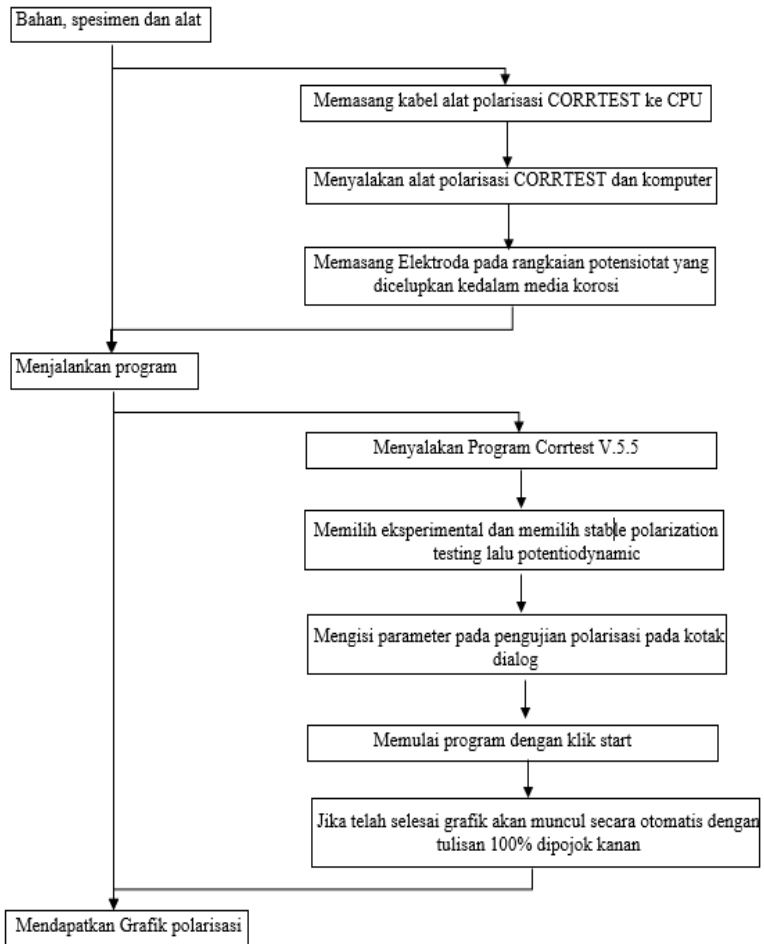 Bahan, spesimen dan alat
Memasang kabel alat polarisasi CORRTEST ke CPU
Menyalakan alat polarisasi CORRTEST dan komputer
Memasang Elektroda pada rangkaian potensiotat yang
dicelupkan kedalam media korosi
Menjalankan program
Menyalakan Program Corrtest V.5.5
Memilih eksperimental dan memilih stable polarization
testing lalu potentiodynamic
Mengisi parameter pada pengujian polarisasi pada kotak
dialog
Memulai program dengan klik start
Jika telah selesai grafik akan muncul secara otomatis dengan
tulisan 100% dipojok kanan
Mendapatkan Grafik polarisasi